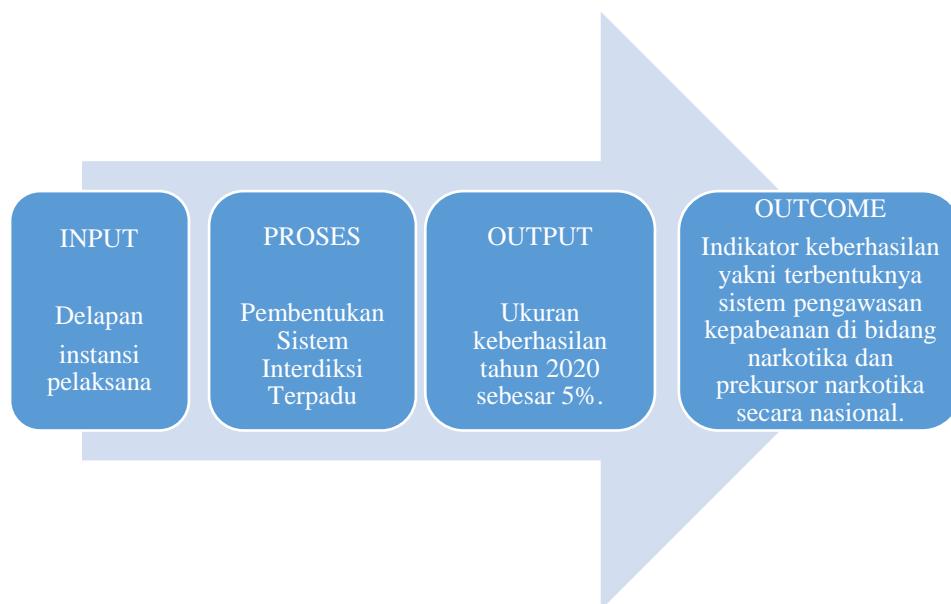 INPUT
Delapan
instansi
pelaksana
PROSES
Pembentukan
Sistem
Interdiksi
Terpadu
OUTPUT
Ukuran
keberhasilan
tahun 2020
sebesar 5%.
OUTCOME
Indikator keberhasilan
yakni terbentuknya
sistem pengawasan
kepabeanan di bidang
narkotika dan
prekursor narkotika
secara nasional.